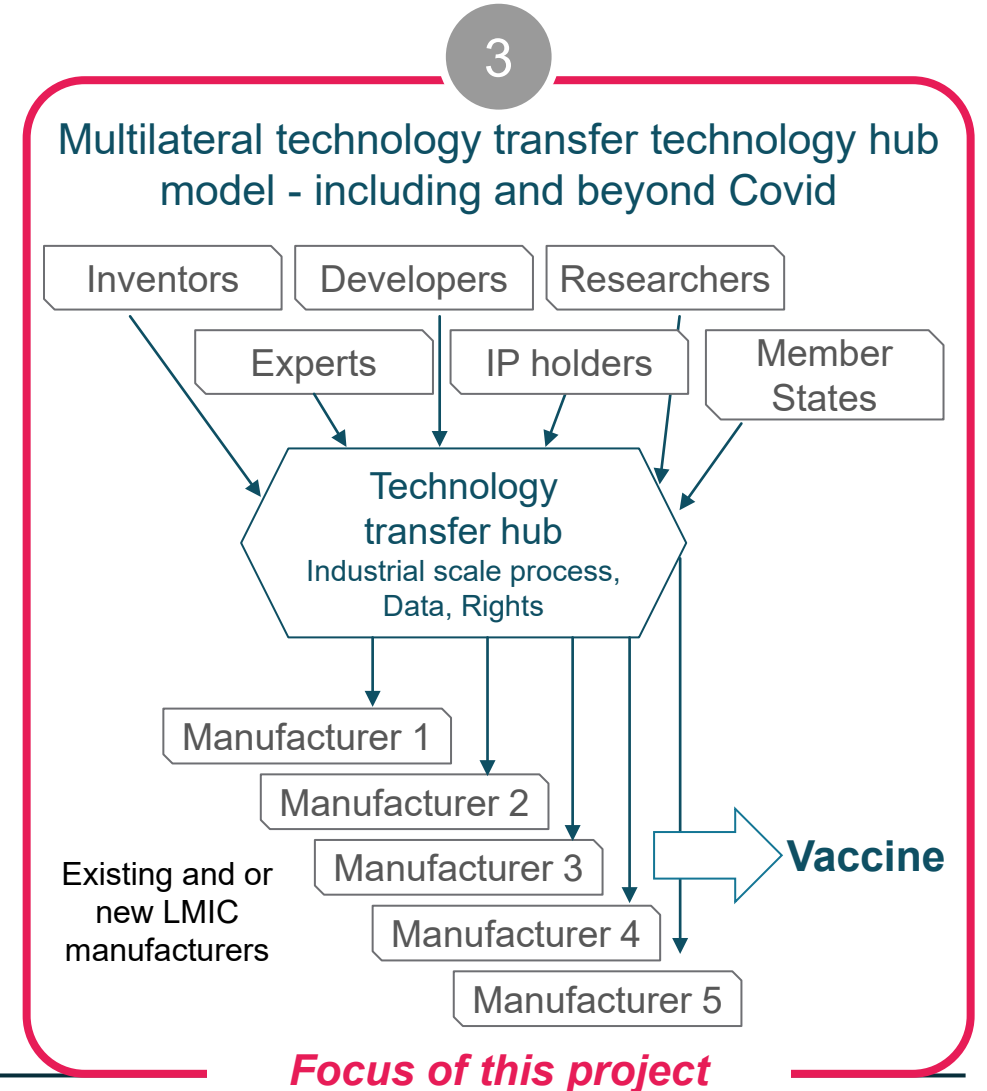 3
Multilateral technology transfer technology hub
model - including and beyond Covid
Inventors
Developers
Researchers
Experts
IP holders
Member
States
Technology
transfer hub
Industrial scale process,
Data, Rights
Manufacturer 1
Manufacturer 2
Manufacturer 3
Manufacturer 4
Manufacturer 5
Existing and or
new LMIC
manufacturers
Vaccine
Focus of this project